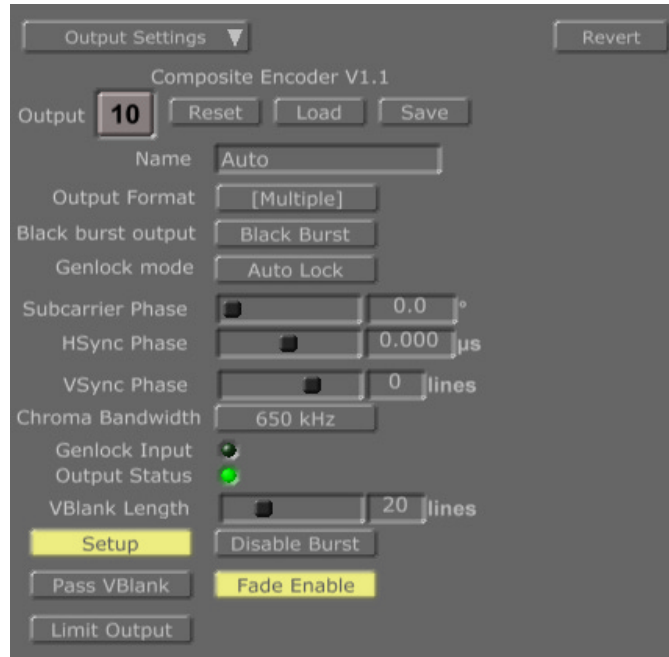 Output Settings Revert
Composite Encoder V1.1
Output 10 Reset Load Save
Name Auto
Output Format [Multiple]
Black burst output Black Burst
Genlock mode Auto Lock
Subcarrier Phase 0.0 °
HSync Phase 0.000 µs
VSync Phase 0 lines
Chroma Bandwidth 650 kHz
Genlock Input
Output Status
VBlank Length 20 lines
Setup Disable Burst
Pass VBlank Fade Enable
Limit Output